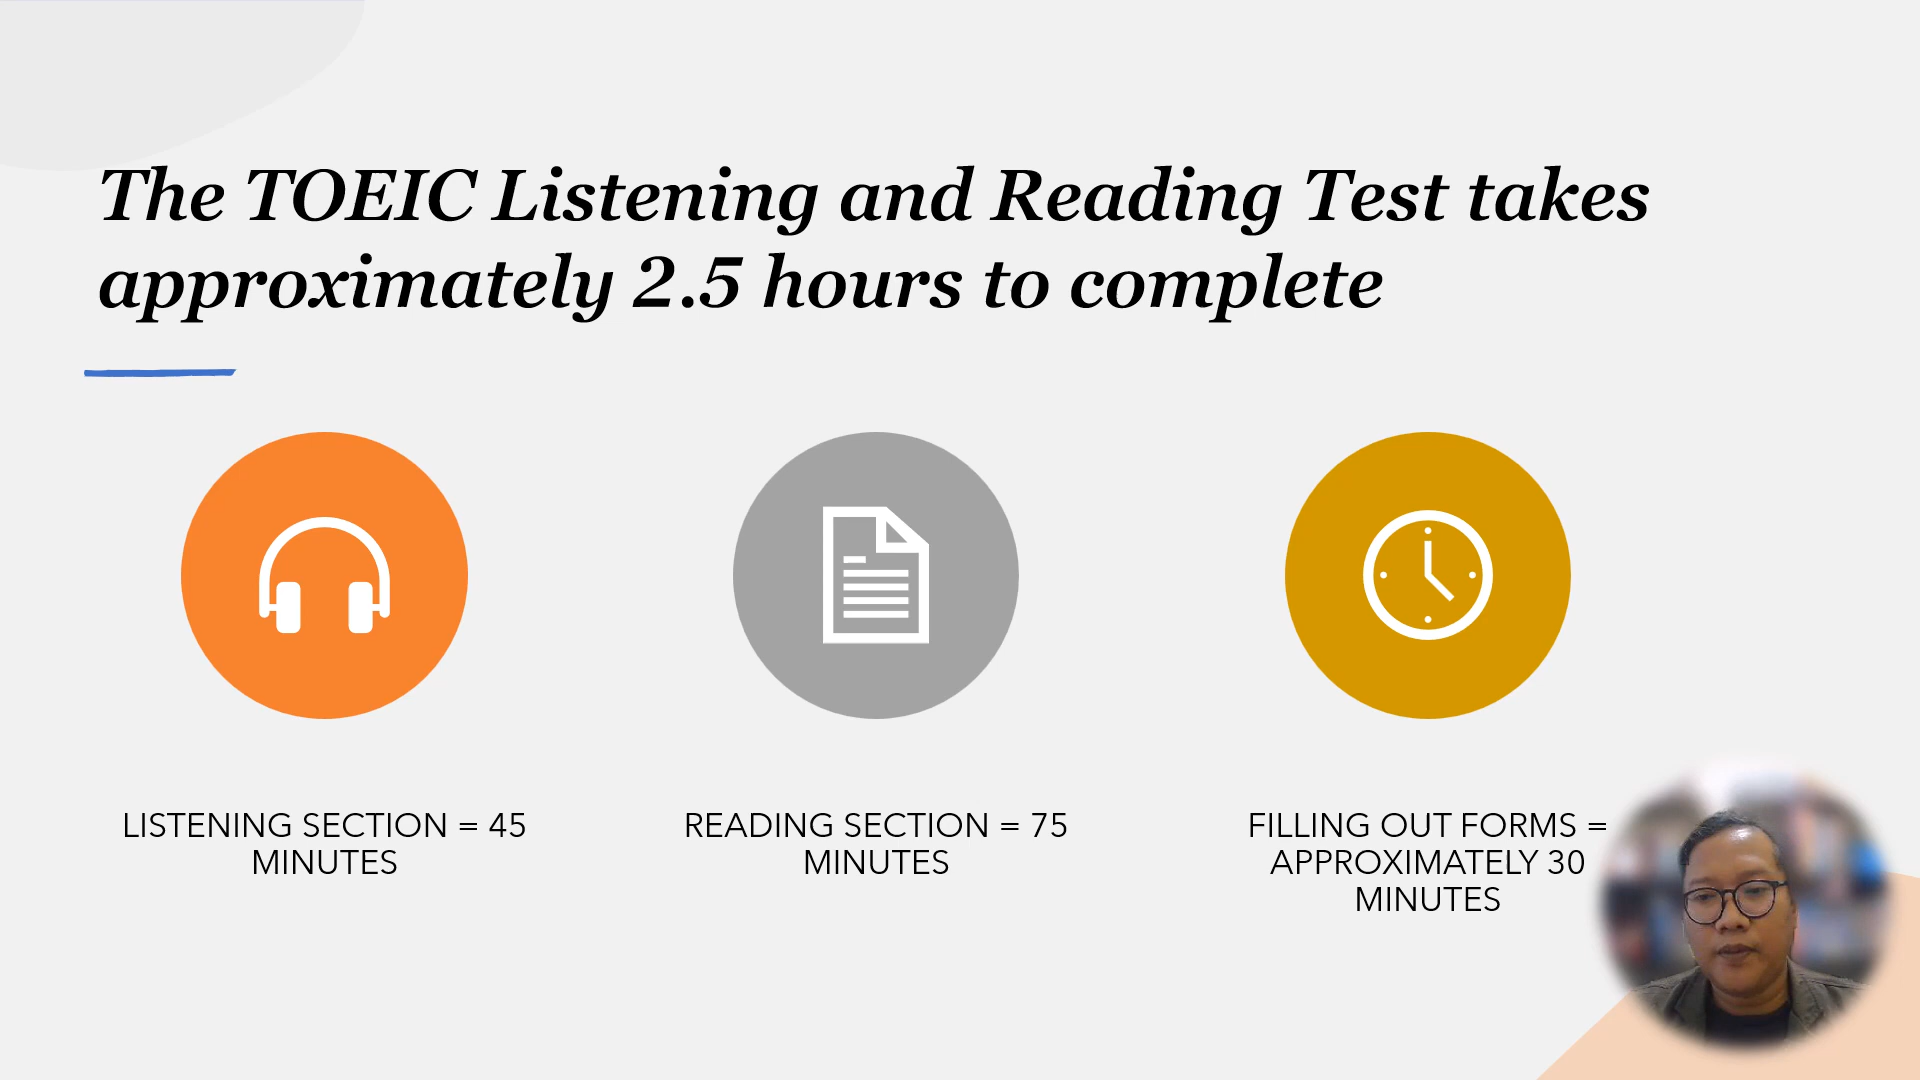 The TOEIC Listening and Reading Test takes
approximately 2.5 hours to complete
LISTENING SECTION = 45
MINUTES
READING SECTION = 75
MINUTES
FILLING OUT FORMS =
APPROXIMATELY 30
MINUTES